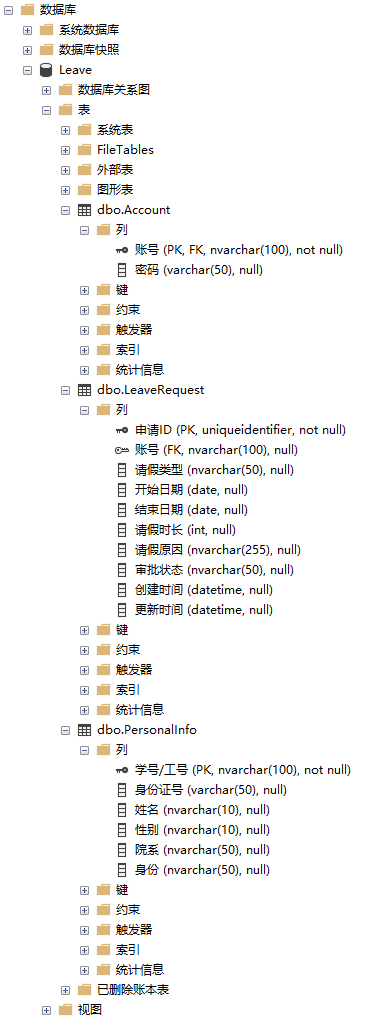 数据库
系统数据库
数据库快照
Leave
数据库关系图
表
系统表
FileTables
外部表
图形表
dbo.Account
列
账号 (PK, FK, nvarchar(100), not null)
密码 (varchar(50), null)
键
约束
触发器
索引
统计信息
dbo.LeaveRequest
列
申请ID (PK, uniqueidentifier, not null)
账号 (FK, nvarchar(100), null)
请假类型 (nvarchar(50), null)
开始日期 (date, null)
结束日期 (date, null)
请假时长 (int, null)
请假原因 (nvarchar(255), null)
审批状态 (nvarchar(50), null)
创建时间 (datetime, null)
更新时间 (datetime, null)
键
约束
触发器
索引
统计信息
dbo.PersonalInfo
列
学号/工号 (PK, nvarchar(100), not null)
身份证号 (varchar(50), null)
姓名 (nvarchar(10), null)
性别 (nvarchar(10), null)
院系 (nvarchar(50), null)
身份 (nvarchar(50), null)
键
约束
触发器
索引
统计信息
已删除账本表
视图